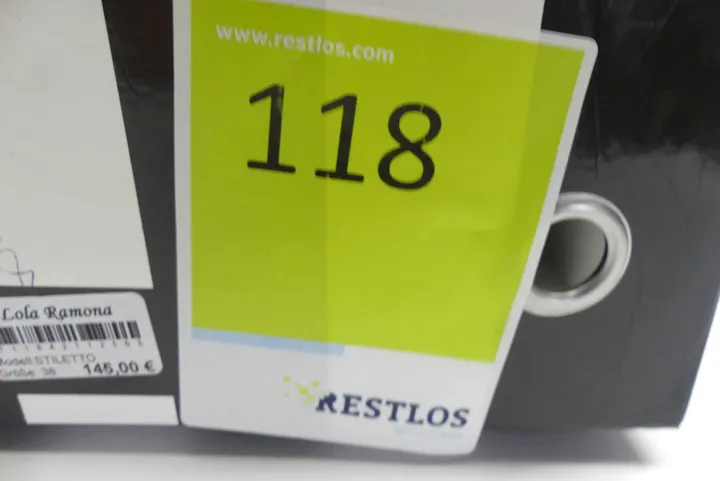 www.restlos.com
118
RESTLOS
Lola Ramona
Modell:STILETTO
Größe: 38
145,00 €